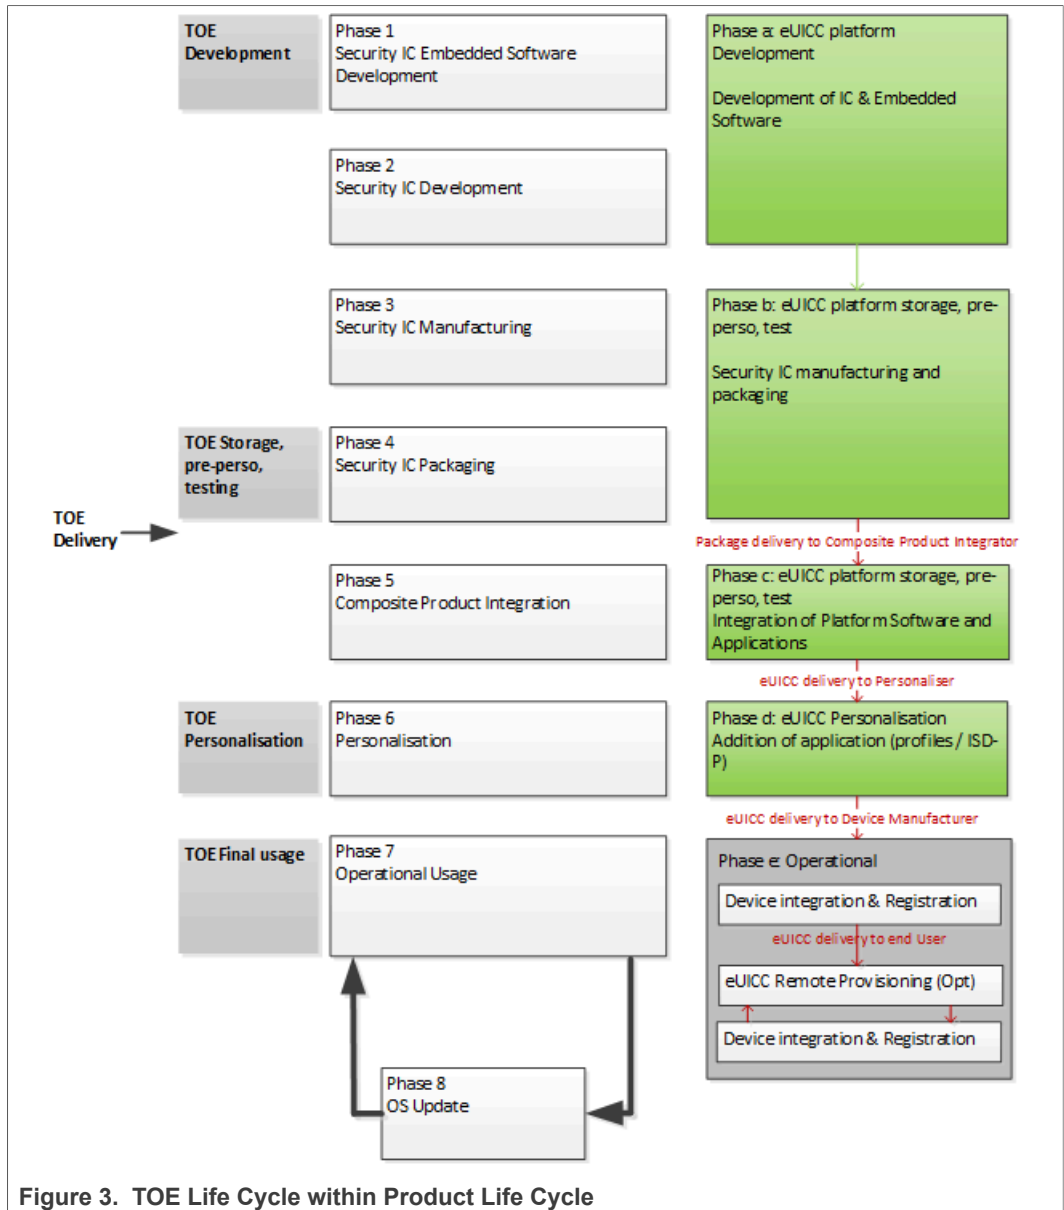 TOE
Development
Phase 1
Security IC Embedded Software
Development
Phase a: eUICC platform
Development
Development of IC & Embedded
Software
Phase 2
Security IC Development
Phase 3
Security IC Manufacturing
Phase b: eUICC platform storage, pre-
perso, test
Security IC manufacturing and
packaging
TOE Storage,
pre-perso,
testing
Phase 4
Security IC Packaging
TOE
Delivery
Package delivery to Composite Product Integrator
Phase 5
Composite Product Integration
Phase c: eUICC platform storage, pre-
perso, test
Integration of Platform Software and
Applications
eUICC delivery to Personaliser
TOE
Personalisation
Phase 6
Personalisation
Phase d: eUICC Personalisation
Addition of application (profiles / ISD-
P)
eUICC delivery to Device Manufacturer
TOE Final usage
Phase 7
Operational Usage
Phase e: Operational
Device integration & Registration
eUICC delivery to end User
eUICC Remote Provisioning (Opt)
Device integration & Registration
Phase 8
OS Update
Figure 3. TOE Life Cycle within Product Life Cycle